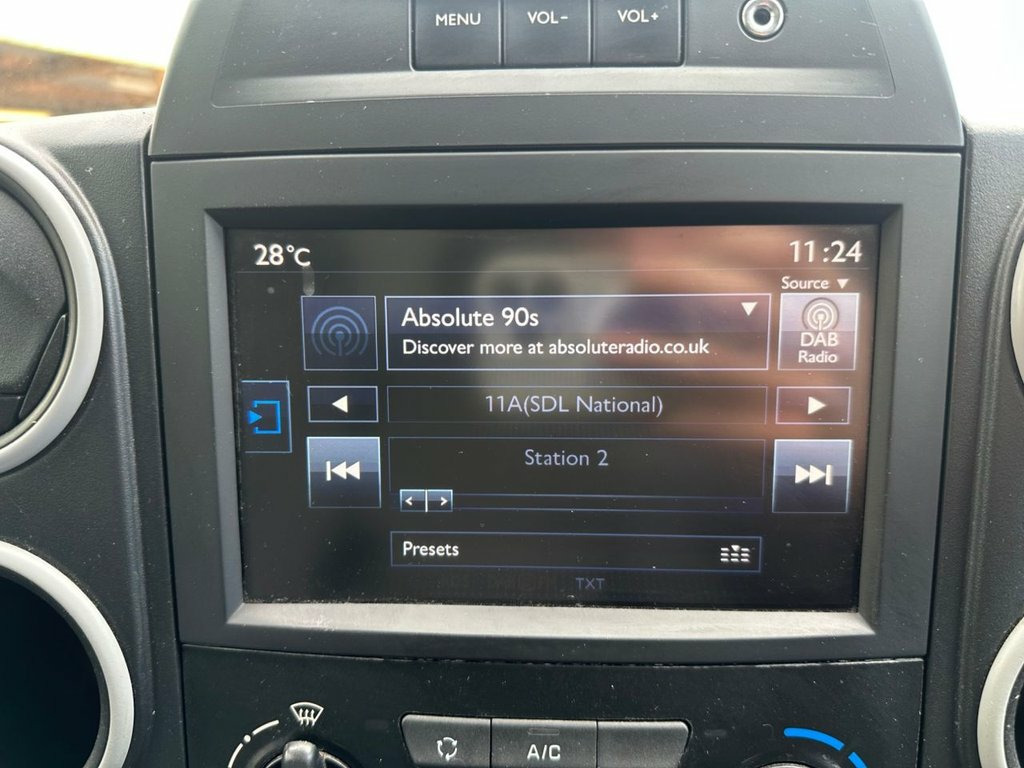 MENU VOL- VOL+
28°C 11:24
Source
Absolute 90s
Discover more at absoluteradio.co.uk
DAB
Radio
11A(SDL National)
Station 2
Presets
TXT
A/C